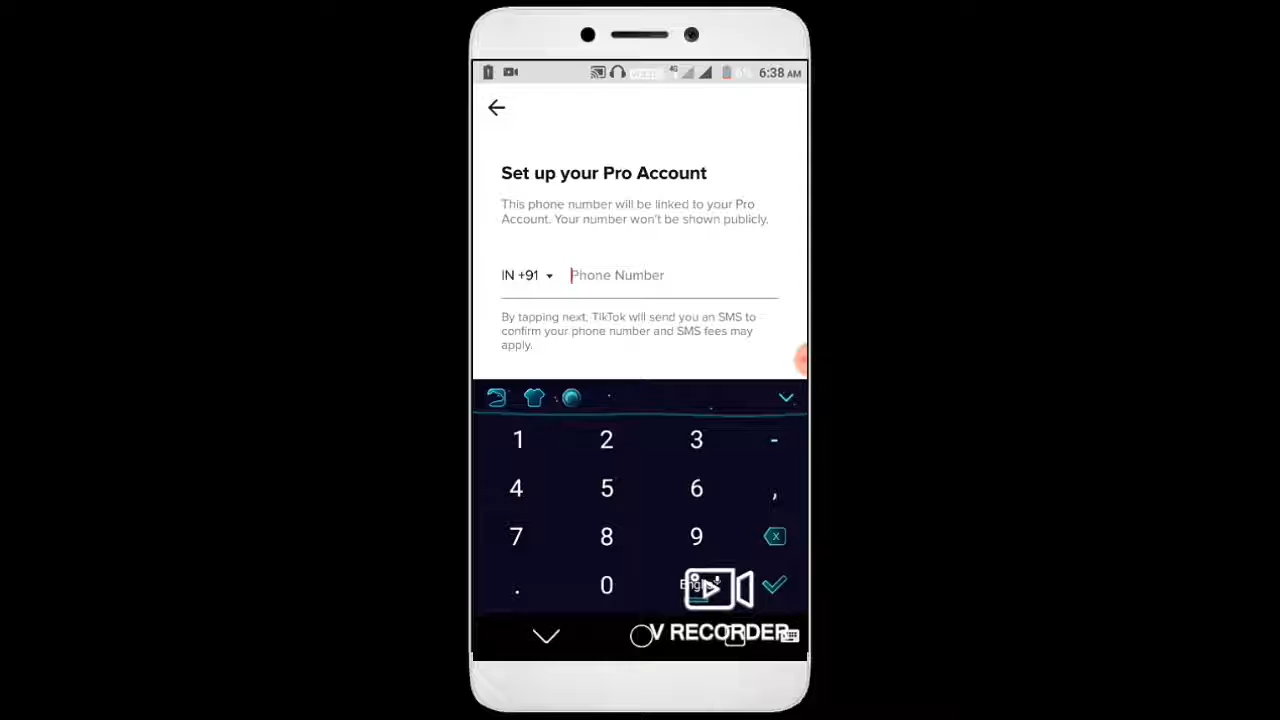 6:38 AM
Set up your Pro Account
This phone number will be linked to your Pro
Account. Your number won't be shown publicly.
IN +91
Phone Number
By tapping next, TikTok will send you an SMS to
confirm your phone number and SMS fees may
apply.
1 2 3 -
4 5 6 ,
7 8 9
. 0
V RECORDER